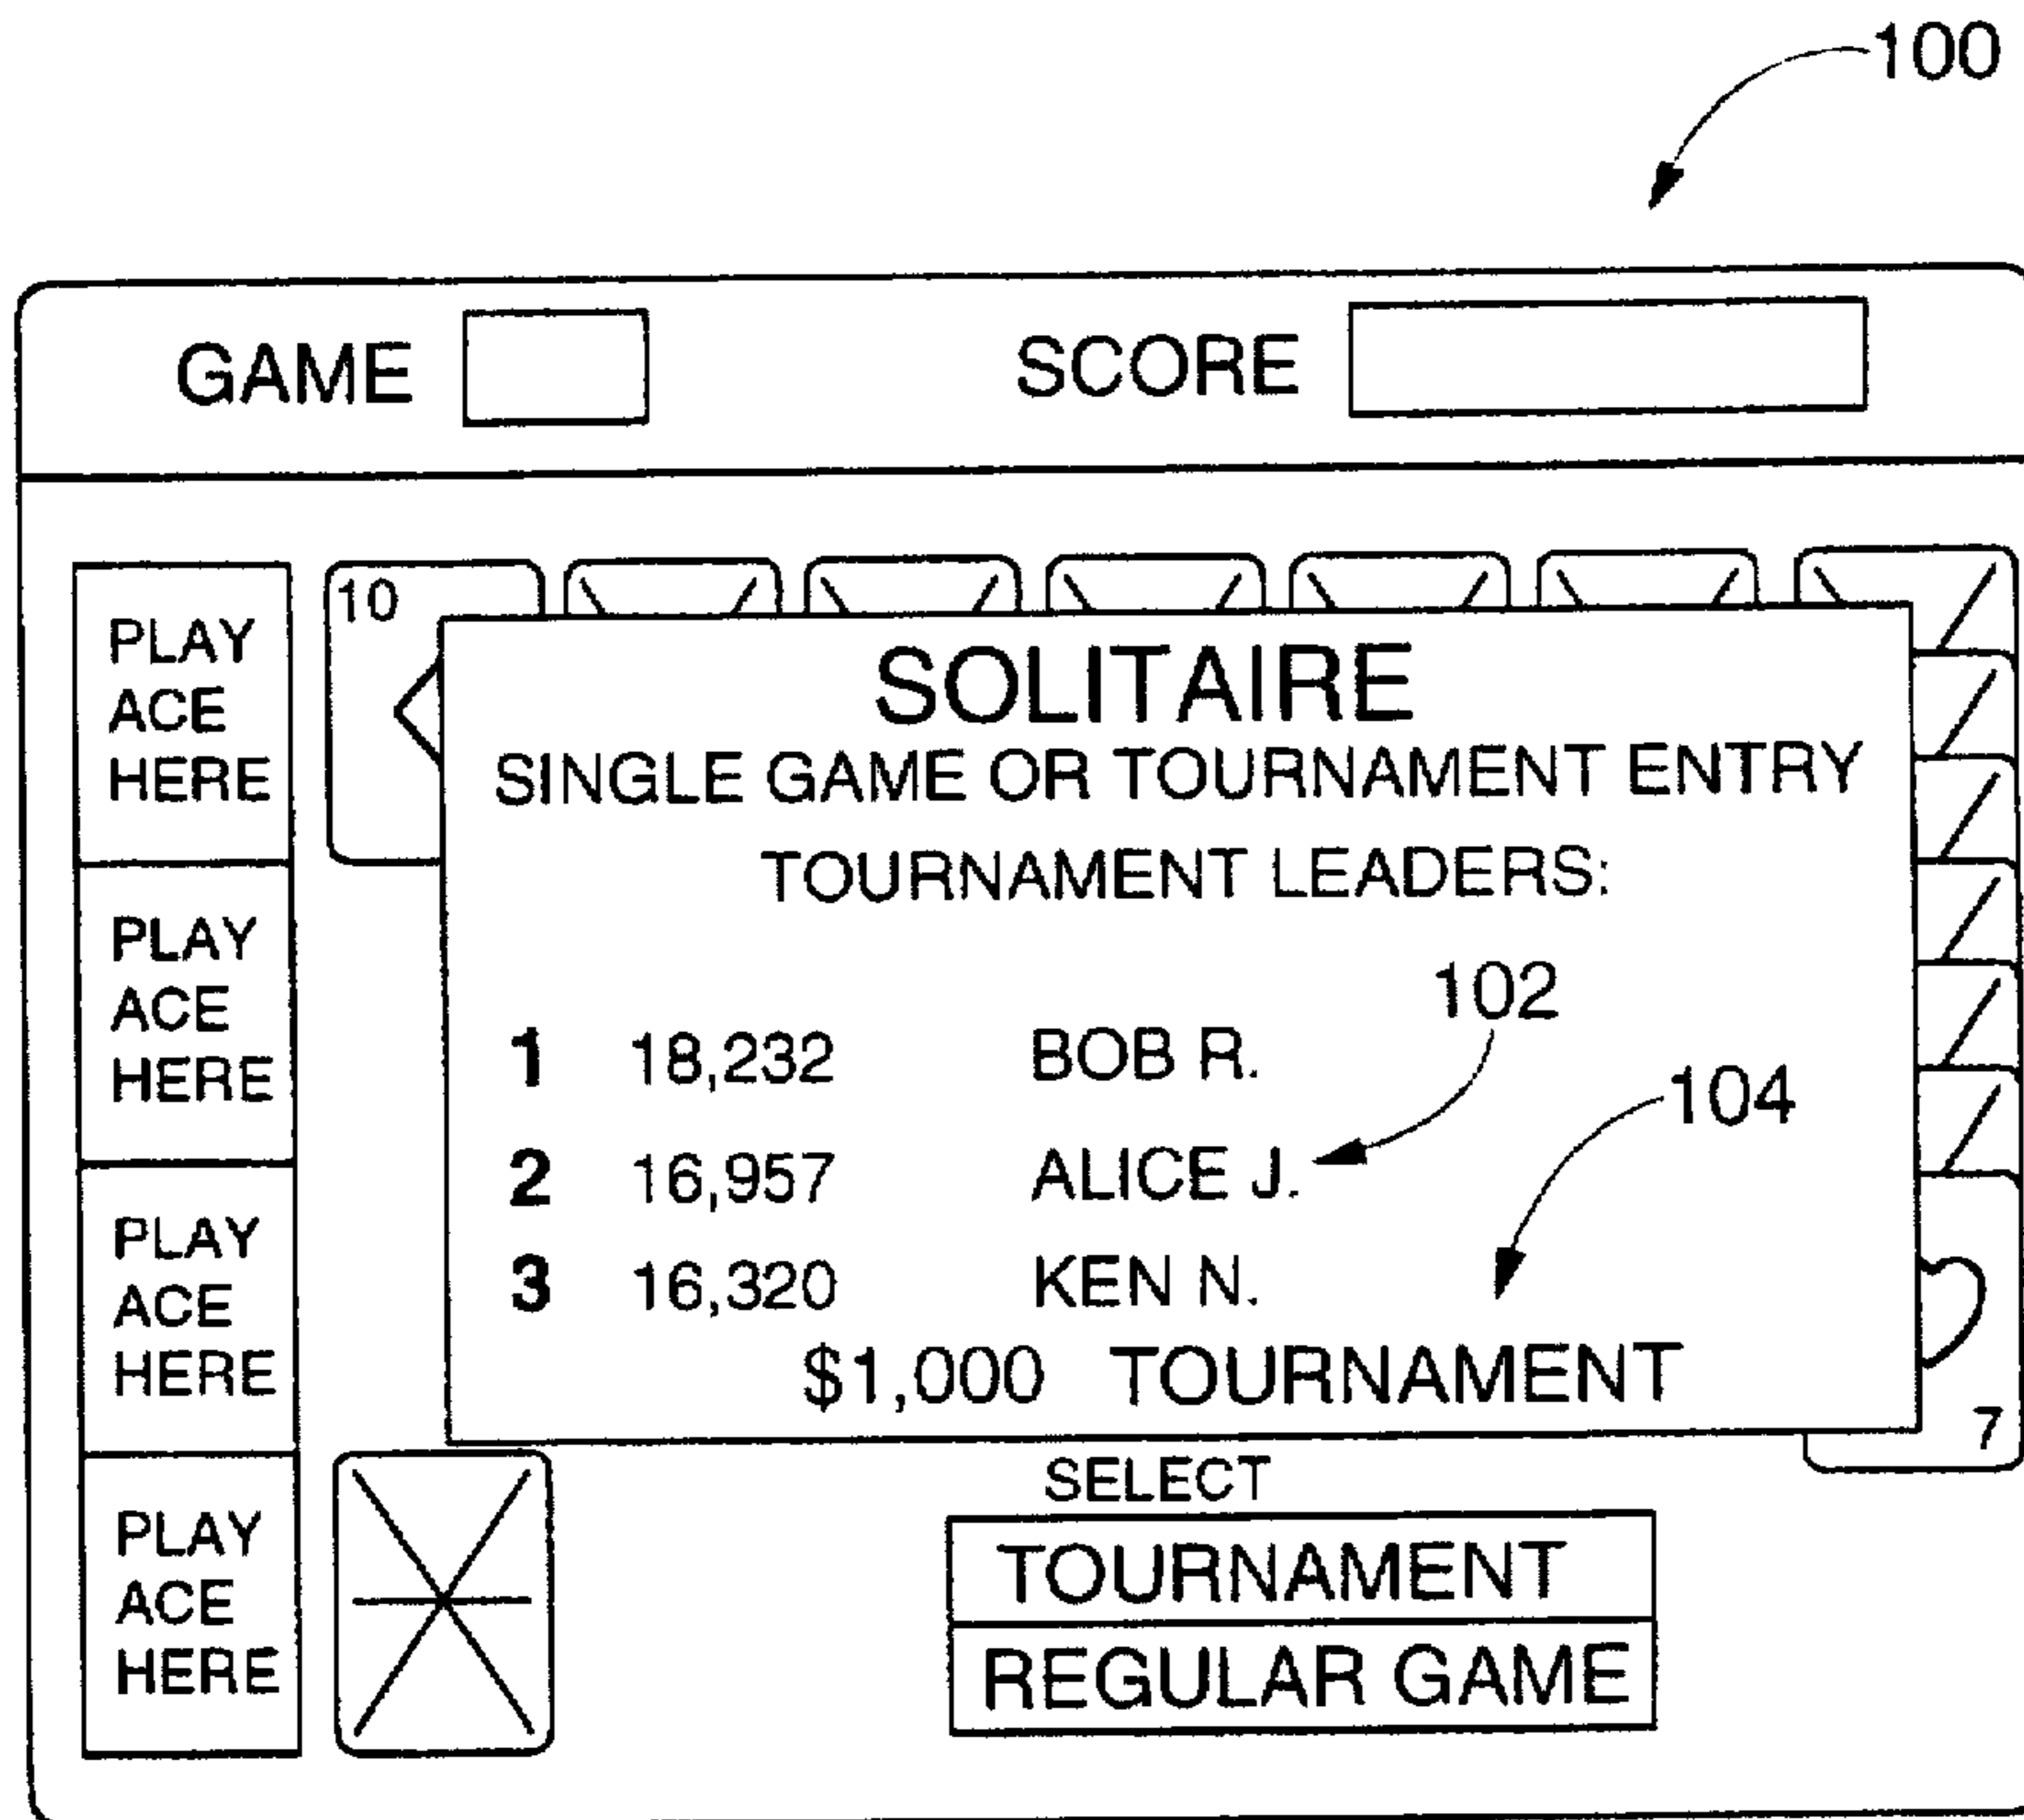 100
GAME SCORE
PLAY
ACE
HERE
PLAY
ACE
HERE
PLAY
ACE
HERE
PLAY
ACE
HERE
10
SOLITAIRE
SINGLE GAME OR TOURNAMENT ENTRY
TOURNAMENT LEADERS:
102
1 18,232 BOB R.
104
2 16,957 ALICE J.
3 16,320 KEN N.
$1,000 TOURNAMENT
7
SELECT
TOURNAMENT
REGULAR GAME